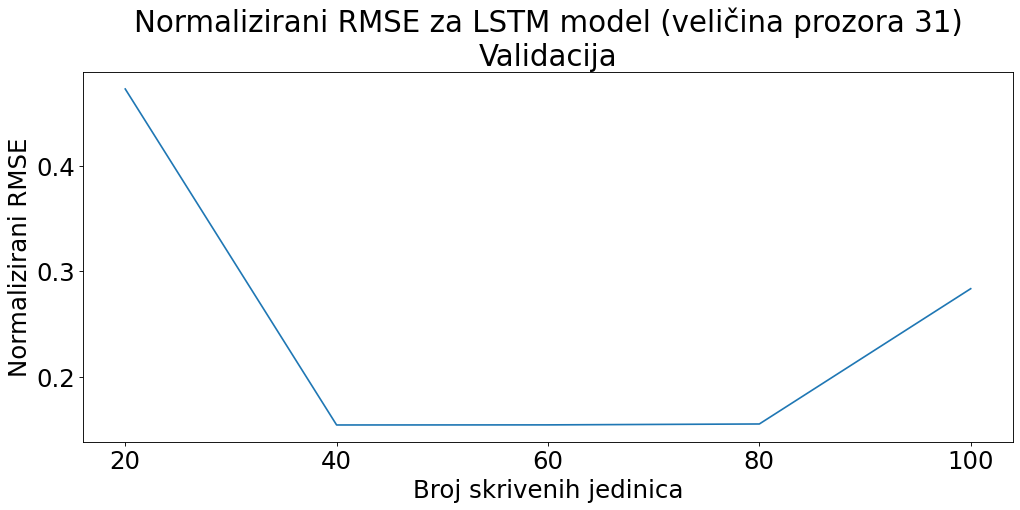 Normalizirani RMSE za LSTM model (veličina prozora 31)
Validacija
Normalizirani RMSE
0.4
0.3
0.2
20 40 60 80 100
Broj skrivenih jedinica